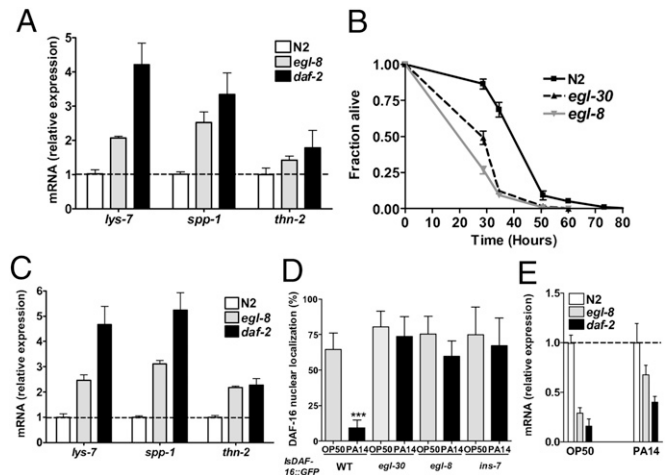 A
mRNA (relative expression)
5
4
3
2
1
0
N2
egl-8
daf-2
lys-7 spp-1 thn-2
B
Fraction alive
1.00
0.75
0.50
0.25
0.00
N2
egl-30
egl-8
0 10 20 30 40 50 60 70 80
Time (Hours)
C
mRNA (relative expression)
6
5
4
3
2
1
0
N2
egl-8
daf-2
lys-7 spp-1 thn-2
D
DAF-16 nuclear localization (%)
100
75
50
25
0
***
OP50 PA14 OP50 PA14 OP50 PA14 OP50 PA14
IsDAF-16::GFP
WT egl-30 egl-8 ins-7
E
mRNA (relative expression)
1.5
1.0
0.5
0.0
N2
egl-8
daf-2
OP50 PA14